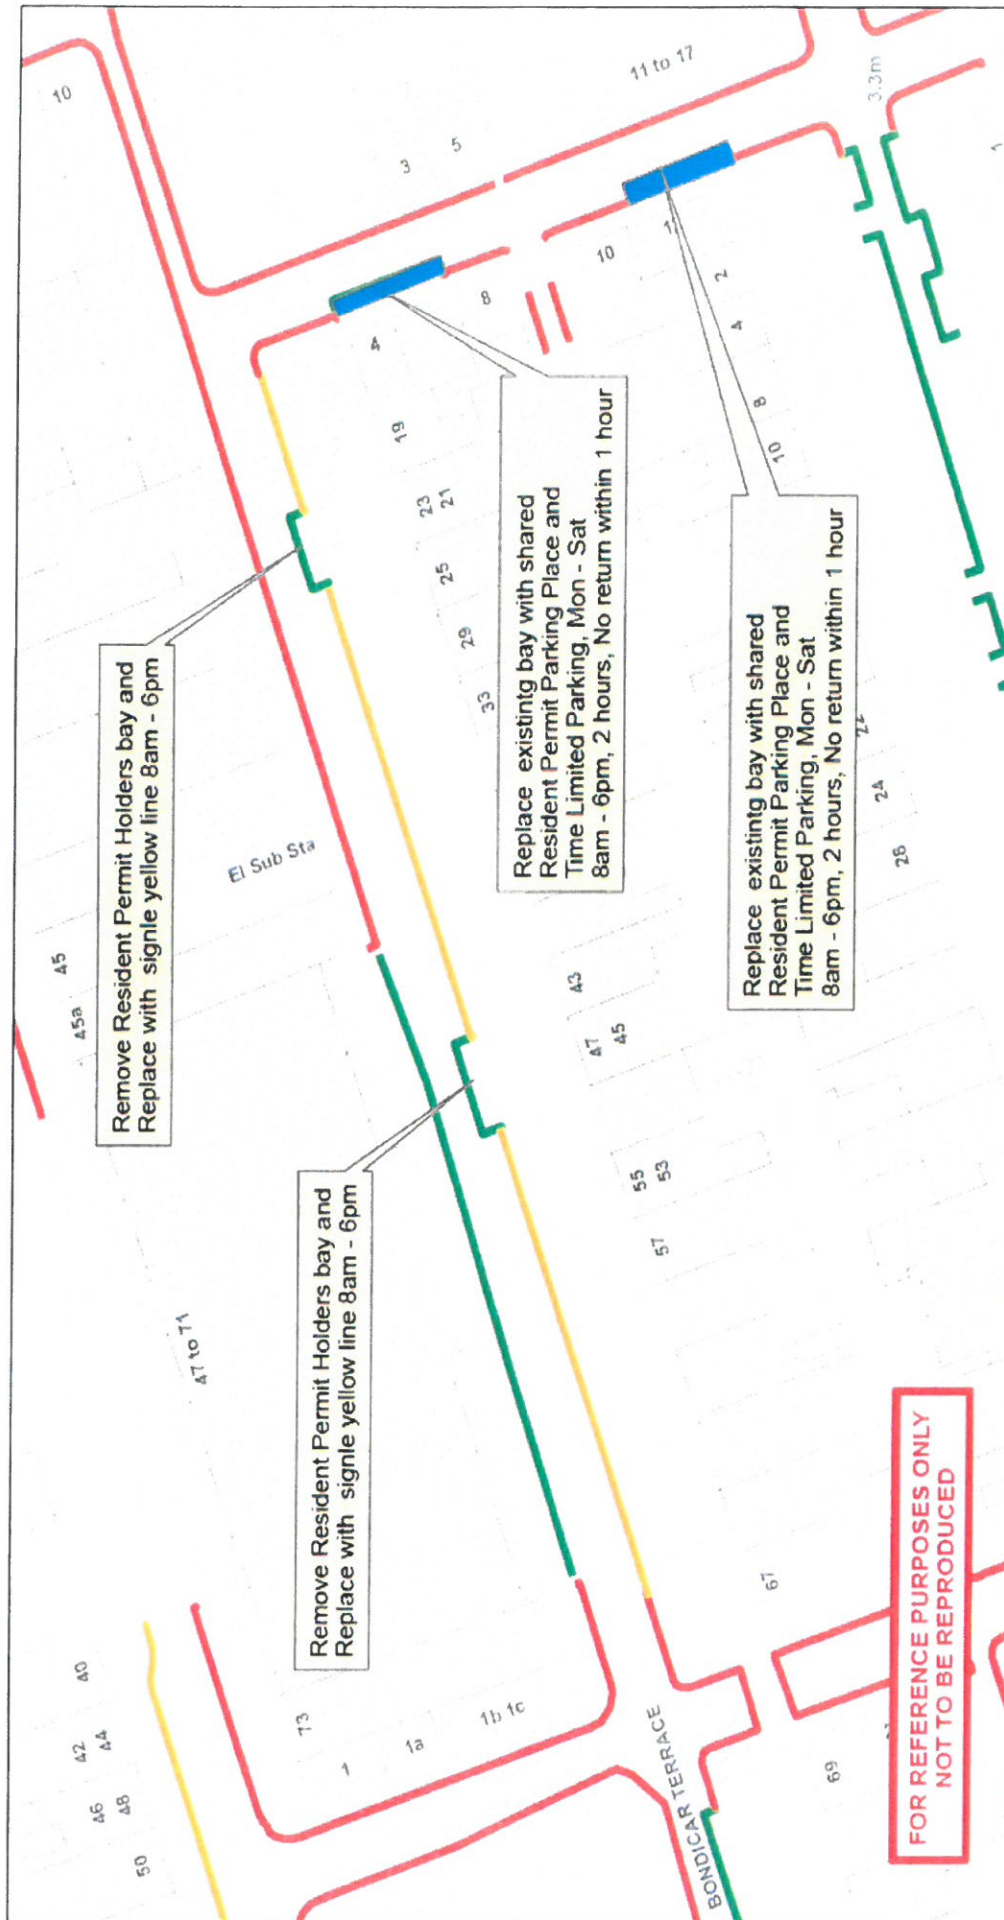 Remove Resident Permit Holders bay and
Replace with signle yellow line 8am - 6pm
Remove Resident Permit Holders bay and
Replace with  signle yellow line 8am - 6pm
Replace  existintg bay with shared
Resident Permit Parking Place and
Time Limited Parking, Mon - Sat
8am - 6pm, 2 hours, No return within 1 hour
Replace  existintg bay with shared
Resident Permit Parking Place and
Time Limited Parking, Mon - Sat
8am - 6pm, 2 hours, No return within 1 hour
FOR REFERENCE PURPOSES ONLY
NOT TO BE REPRODUCED
BONDICAR TERRACE
El Sub Sta
10
3
5
11 to 17
3.3m
1
4
8
10
2
4
8
10
19
21
23
25
29
33
24
28
43
45
47
53
55
57
67
69
45
45a
47 to 71
73
1
1a
1b 1c
40
42
44
46
48
50